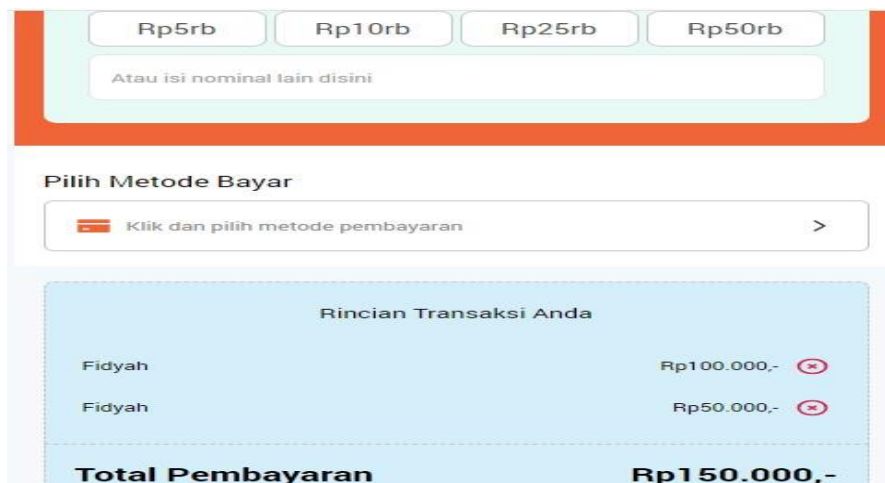 Rp5rb Rp10rb Rp25rb Rp50rb
Atau isi nominal lain disini
Pilih Metode Bayar
Klik dan pilih metode pembayaran >
Rincian Transaksi Anda
Fidyah Rp100.000,-
Fidyah Rp50.000,-
Total Pembayaran Rp150.000,-